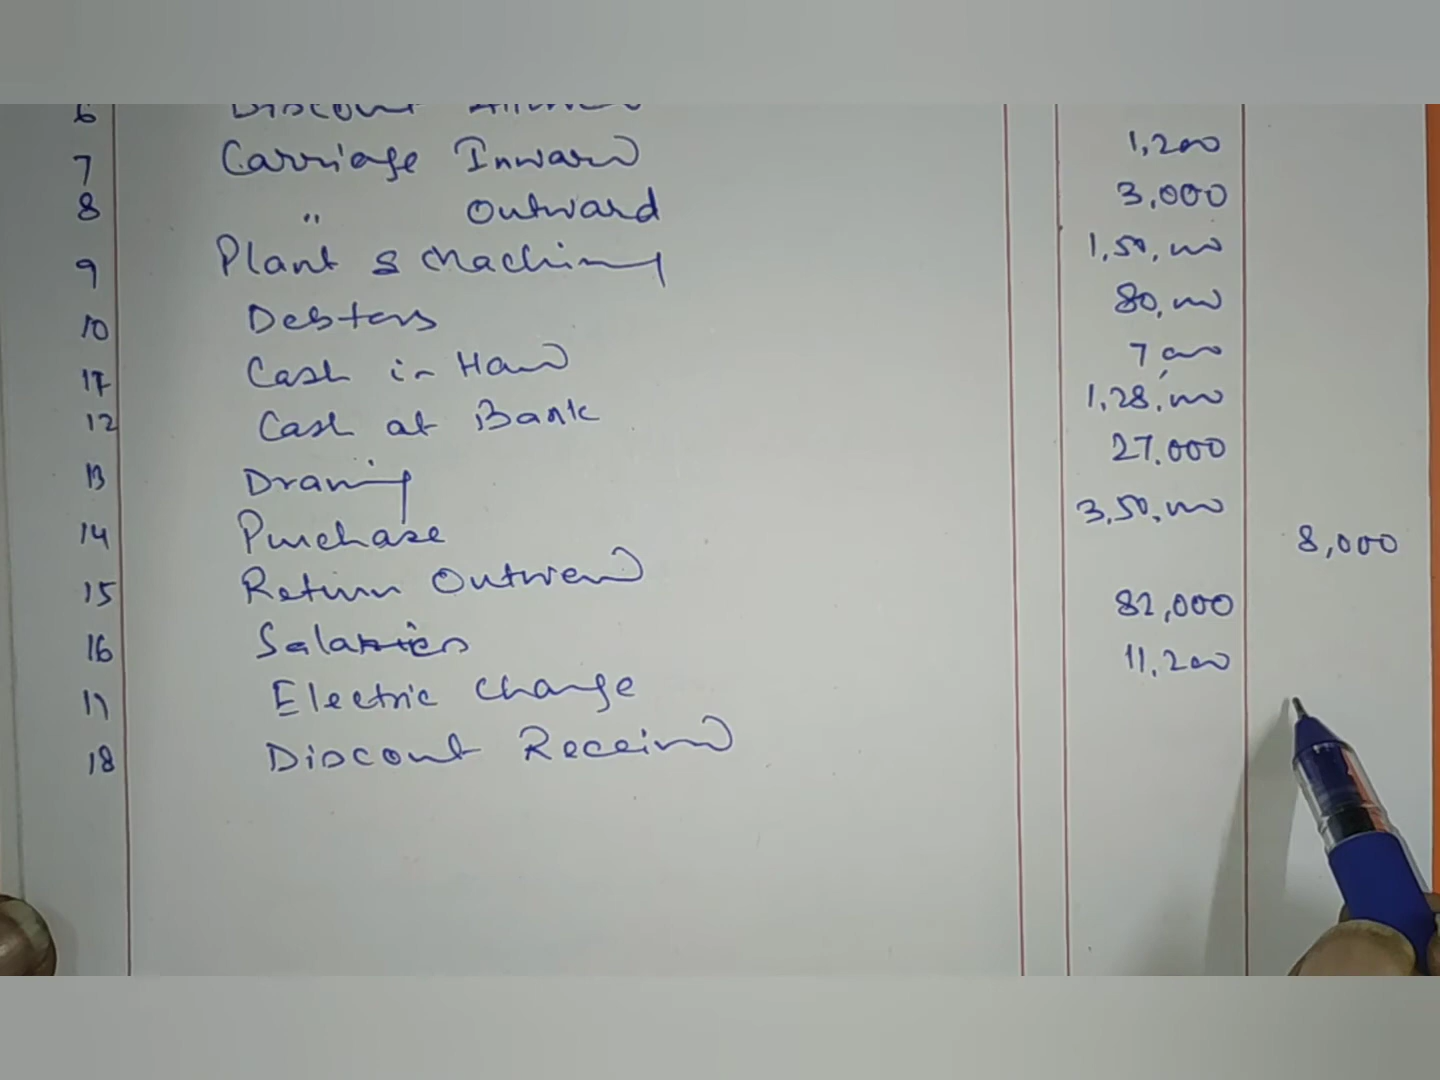 6 Discount Allowed
7 Carriage Inward 1,200
8 " Outward 3,000
9 Plant & Machinery 1,50,000
10 Debtors 80,000
11 Cash in Hand 7,000
12 Cash at Bank 1,28,000
13 Drawing 27,000
14 Purchase 3,50,000
15 Return Outward 8,000
16 Salaries 82,000
17 Electric Charge 11,200
18 Discount Received